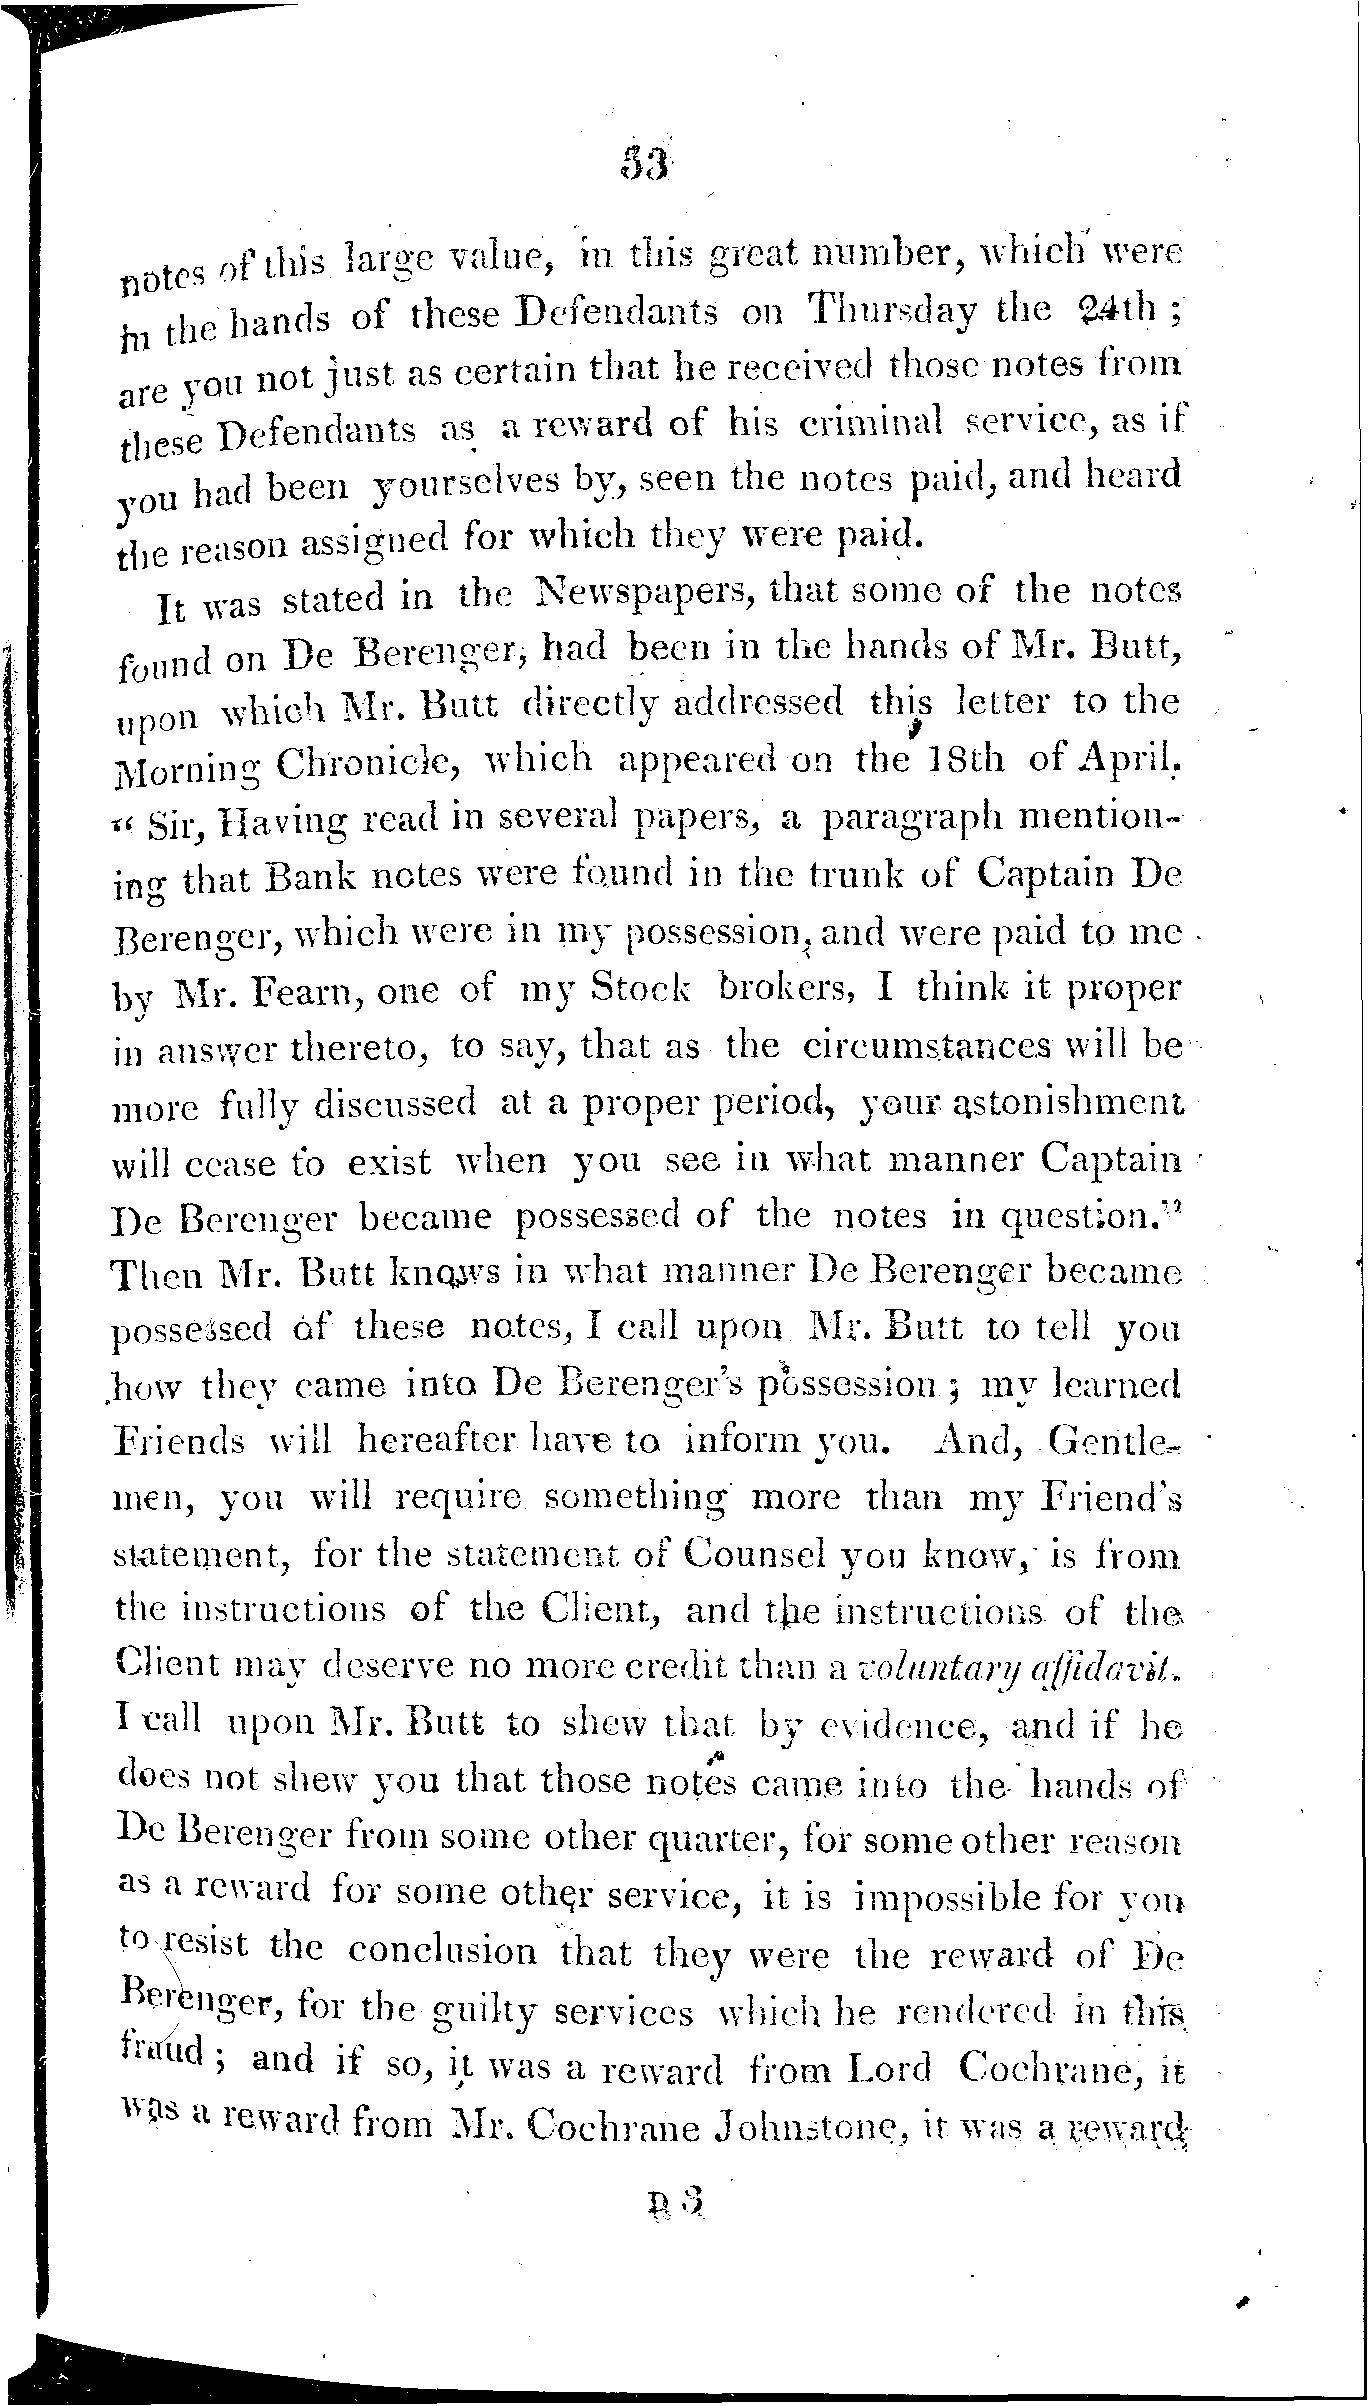 53
notes of this large value, in this great number, which were
in the hands of these Defendants on Thursday the 24th ;
are you not just as certain that he received those notes from
these Defendants as a reward of his criminal service, as if
you had been yourselves by, seen the notes paid, and heard
the reason assigned for which they were paid.
It was stated in the Newspapers, that some of the notes
found on De Berenger, had been in the hands of Mr. Butt,
upon which Mr. Butt directly addressed this letter to the
Morning Chronicle, which appeared on the 18th of April.
“ Sir, Having read in several papers, a paragraph mention-
ing that Bank notes were found in the trunk of Captain De
Berenger, which were in my possession, and were paid to me
by Mr. Fearn, one of my Stock brokers, I think it proper
in answer thereto, to say, that as the circumstances will be
more fully discussed at a proper period, your astonishment
will cease to exist when you see in what manner Captain
De Berenger became possessed of the notes in question.”
Then Mr. Butt knows in what manner De Berenger became
possessed of these notes, I call upon Mr. Butt to tell you
how they came into De Berenger's possession ; my learned
Friends will hereafter have to inform you. And, Gentle-
men, you will require something more than my Friend's
statement, for the statement of Counsel you know, is from
the instructions of the Client, and the instructions of the
Client may deserve no more credit than a voluntary affidavit.
I call upon Mr. Butt to shew that by evidence, and if he
does not shew you that those notes came into the hands of
De Berenger from some other quarter, for some other reason
as a reward for some other service, it is impossible for you
to resist the conclusion that they were the reward of De
Berenger, for the guilty services which he rendered in this
fraud ; and if so, it was a reward from Lord Cochrane, it
was a reward from Mr. Cochrane Johnstone, it was a reward
D 3